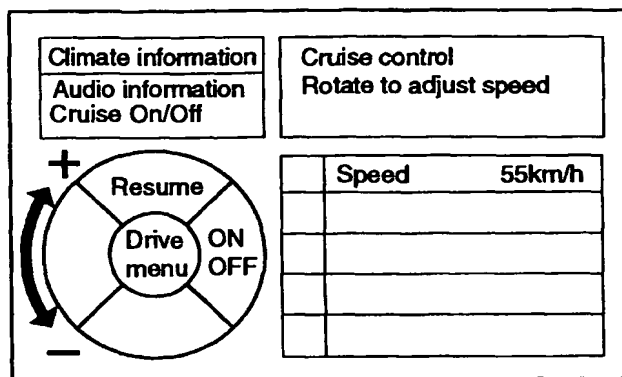 Climate information
Audio information
Cruise On/Off
Cruise control
Rotate to adjust speed
+
Resume
Drive
menu
ON
OFF
−
Speed 55km/h